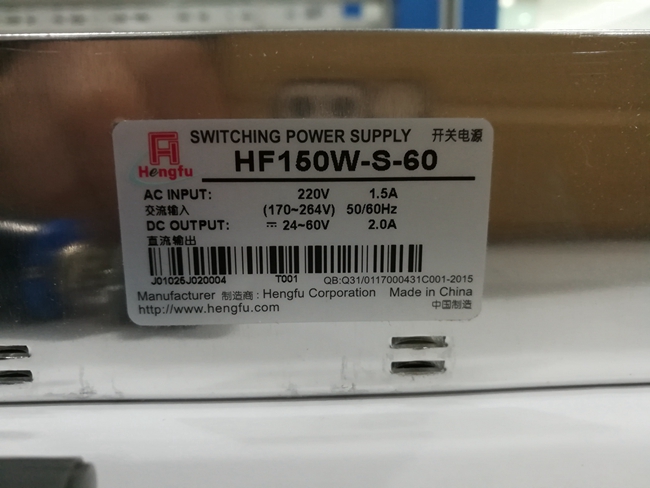 SWITCHING POWER SUPPLY 开关电源
Hengfu
HF150W-S-60
AC INPUT: 220V 1.5A
交流输入 (170~264V) 50/60Hz
DC OUTPUT: ⎓ 24~60V 2.0A
直流输出
J01025J020004 T001 QB:Q31/0117000431C001-2015
Manufacturer 制造商: Hengfu Corporation Made in China
http://www.hengfu.com 中国制造